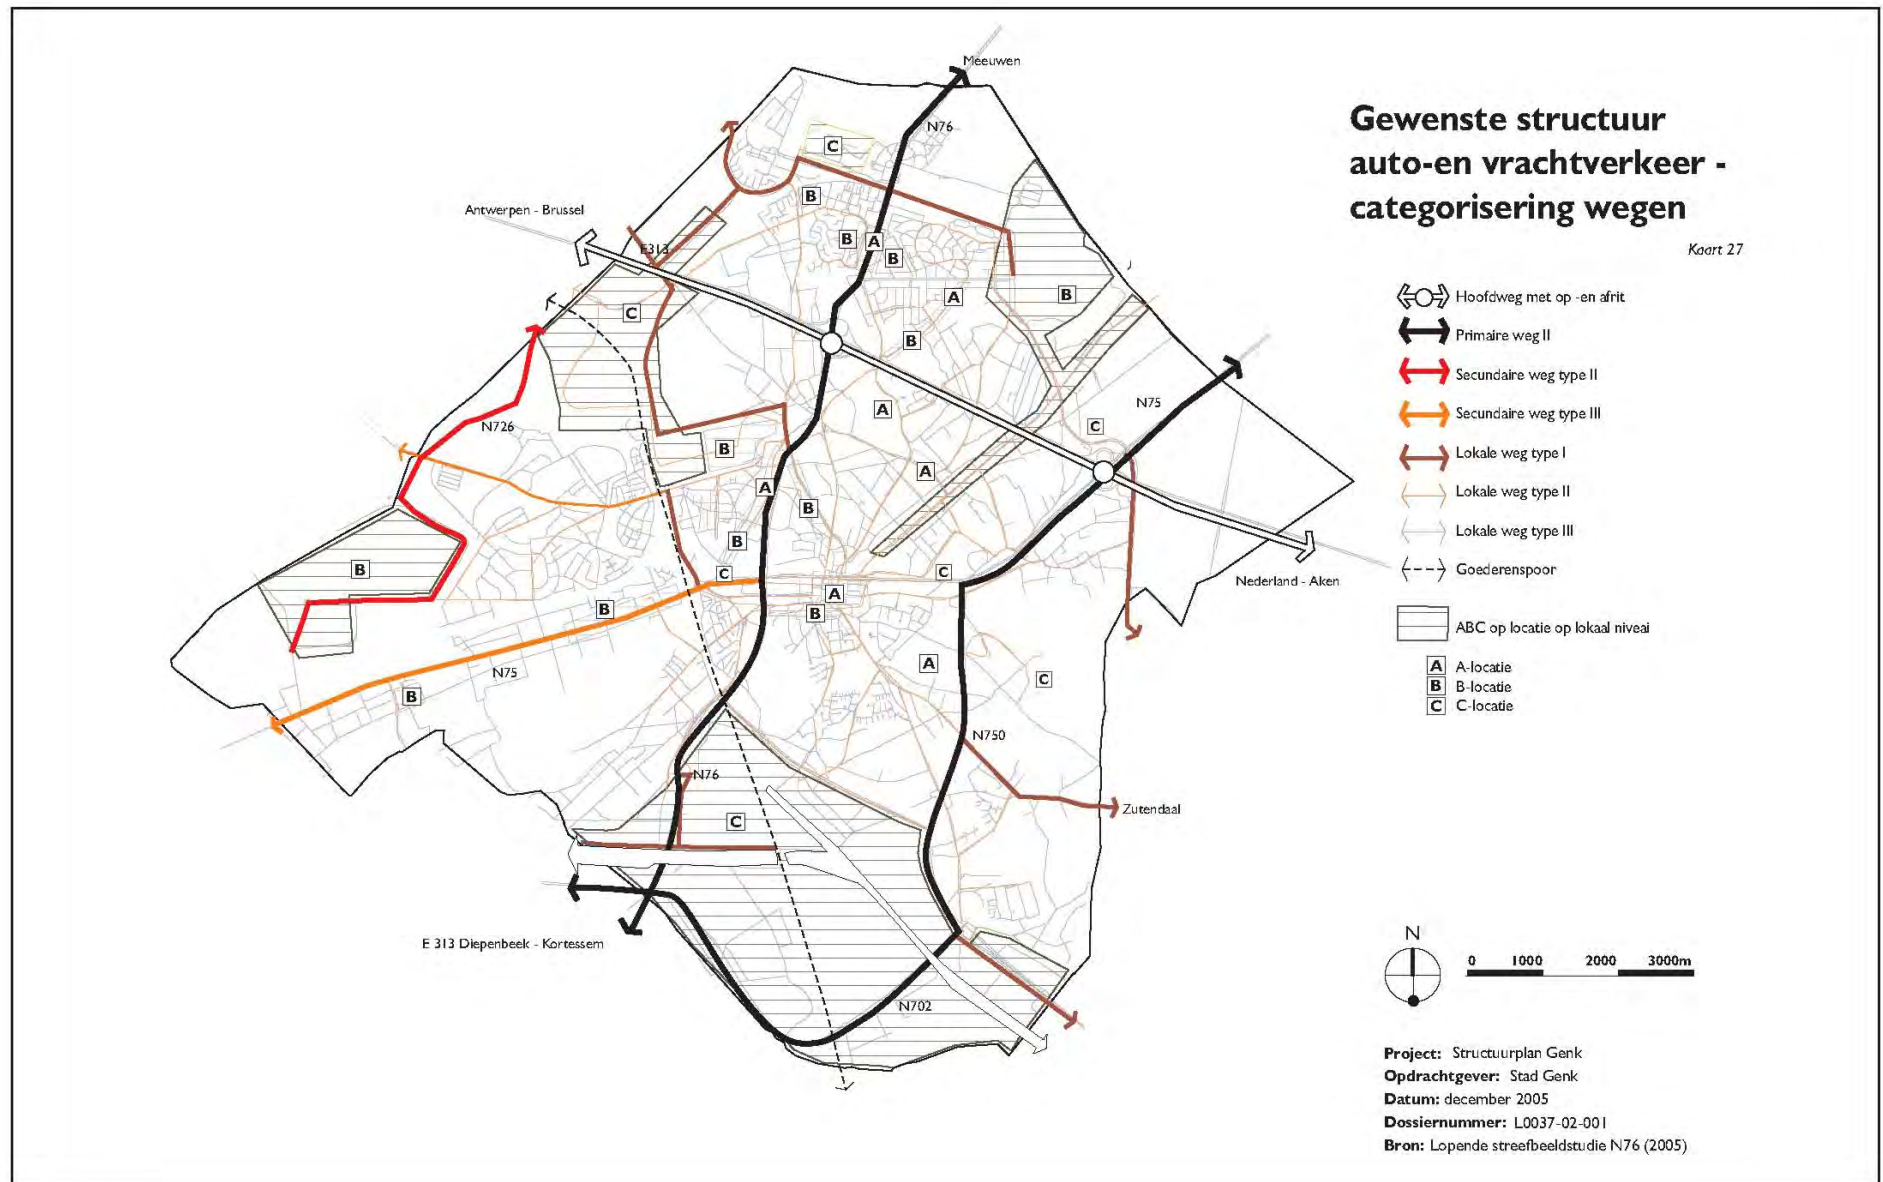 Meeuwen
N76
C
B
Antwerpen - Brussel
B
A
B
E313
A
B
C
B
N75
A
C
N726
B
A
A
B
B
B
C
C
Nederland - Aken
A
B
B
A
C
N75
B
N750
N76
Zutendaal
C
E 313 Diepenbeek - Kortessem
N702
Gewenste structuur
auto-en vrachtverkeer -
categorisering wegen
Kaart 27
Hoofdweg met op -en afrit
Primaire weg II
Secundaire weg type II
Secundaire weg type III
Lokale weg type I
Lokale weg type II
Lokale weg type III
Goederenspoor
ABC op locatie op lokaal niveai
A A-locatie
B B-locatie
C C-locatie
N
0 1000 2000 3000m
Project: Structuurplan Genk
Opdrachtgever: Stad Genk
Datum: december 2005
Dossiernummer: L0037-02-001
Bron: Lopende streefbeeldstudie N76 (2005)